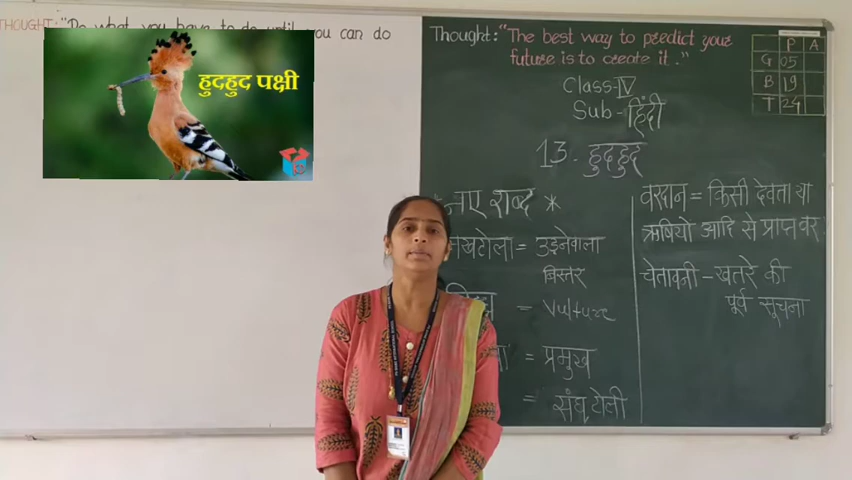 THOUGHT: "Do what you have to do until you can do
हुदहुद पक्षी
Thought: "The best way to predict your
future is to create it."
Class-IV
Sub-हिंदी
13. हुदहुद
P A
G 05
B 19
T 24
नए शब्द *
= उड़नेवाला
बिस्तर
= Vulture
= प्रमुख
= संघ, टोली
वरदान = किसी देवता या
ऋषियो आदि से प्राप्त वर
चेतावनी - खतरे की
पूर्व सूचना